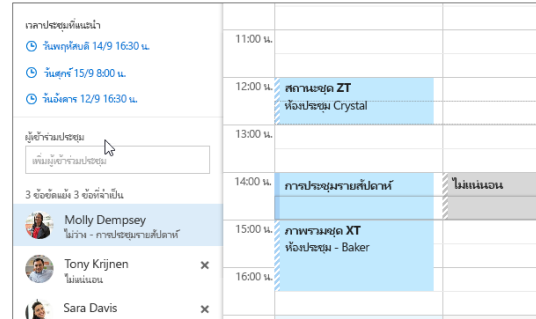 เวลาประชุมที่แนะนำ
วันพฤหัสบดี 14/9 16:30 น.
วันศุกร์ 15/9 8:00 น.
วันอังคาร 12/9 16:30 น.
ผู้เข้าร่วมประชุม
เพิ่มผู้เข้าร่วมประชุม
3 ข้อขัดแย้ 3 ข้อที่จำเป็น
Molly Dempsey
ไม่ว่าง - การประชุมรายสัปดาห์
Tony Krijnen
ไม่แน่นอน
Sara Davis
11:00 น.
12:00 น.
สถานะชุด ZT
ห้องประชุม Crystal
13:00 น.
14:00 น.
การประชุมรายสัปดาห์
ไม่แน่นอน
15:00 น.
ภาพรวมชุด XT
ห้องประชุม - Baker
16:00 น.